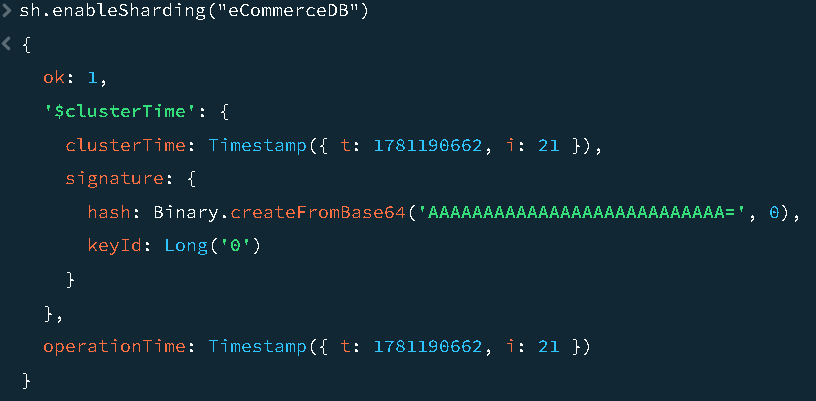 > sh.enableSharding("eCommerceDB")
< {
ok: 1,
'$clusterTime': {
clusterTime: Timestamp({ t: 1781190662, i: 21 }),
signature: {
hash: Binary.createFromBase64('AAAAAAAAAAAAAAAAAAAAAAAAAAA=', 0),
keyId: Long('0')
}
},
operationTime: Timestamp({ t: 1781190662, i: 21 })
}